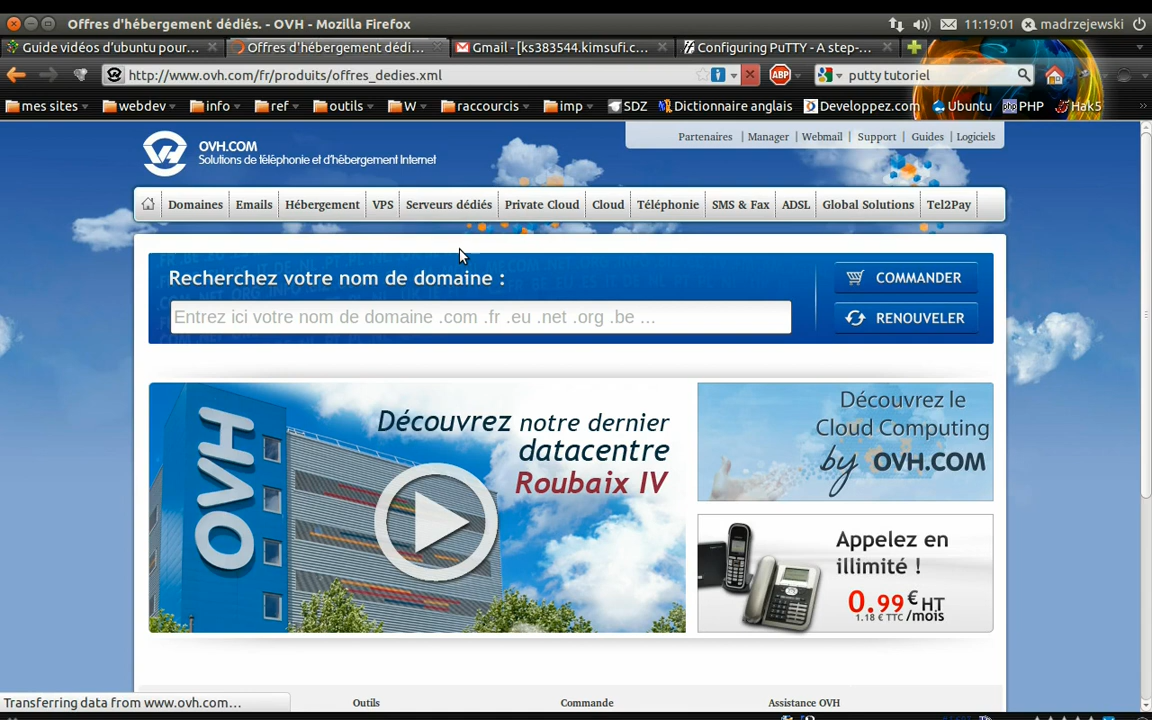 Offres d'hébergement dédiés. - OVH - Mozilla Firefox
11:19:01 madrzejewski
Guide vidéos d'ubuntu pour...
Offres d'hébergement dédi...
Gmail - [ks383544.kimsufi.c...
Configuring PuTTY - A step-...
http://www.ovh.com/fr/produits/offres_dedies.xml
ABP
putty tutoriel
mes sites webdev info ref outils W raccourcis imp SDZ Dictionnaire anglais Developpez.com Ubuntu PHP Hak5
Partenaires | Manager | Webmail | Support | Guides | Logiciels
OVH.COM
Solutions de téléphonie et d'hébergement Internet
Domaines Emails Hébergement VPS Serveurs dédiés Private Cloud Cloud Téléphonie SMS & Fax ADSL Global Solutions Tel2Pay
Recherchez votre nom de domaine :
Entrez ici votre nom de domaine .com .fr .eu .net .org .be ...
COMMANDER
RENOUVELER
OVH
Découvrez notre dernier
datacentre
Roubaix IV
Découvrez le
Cloud Computing
by OVH.COM
Appelez en
illimité !
0.99€ HT
1.18 € TTC /mois
Transferring data from www.ovh.com...
Outils
Commande
Assistance OVH